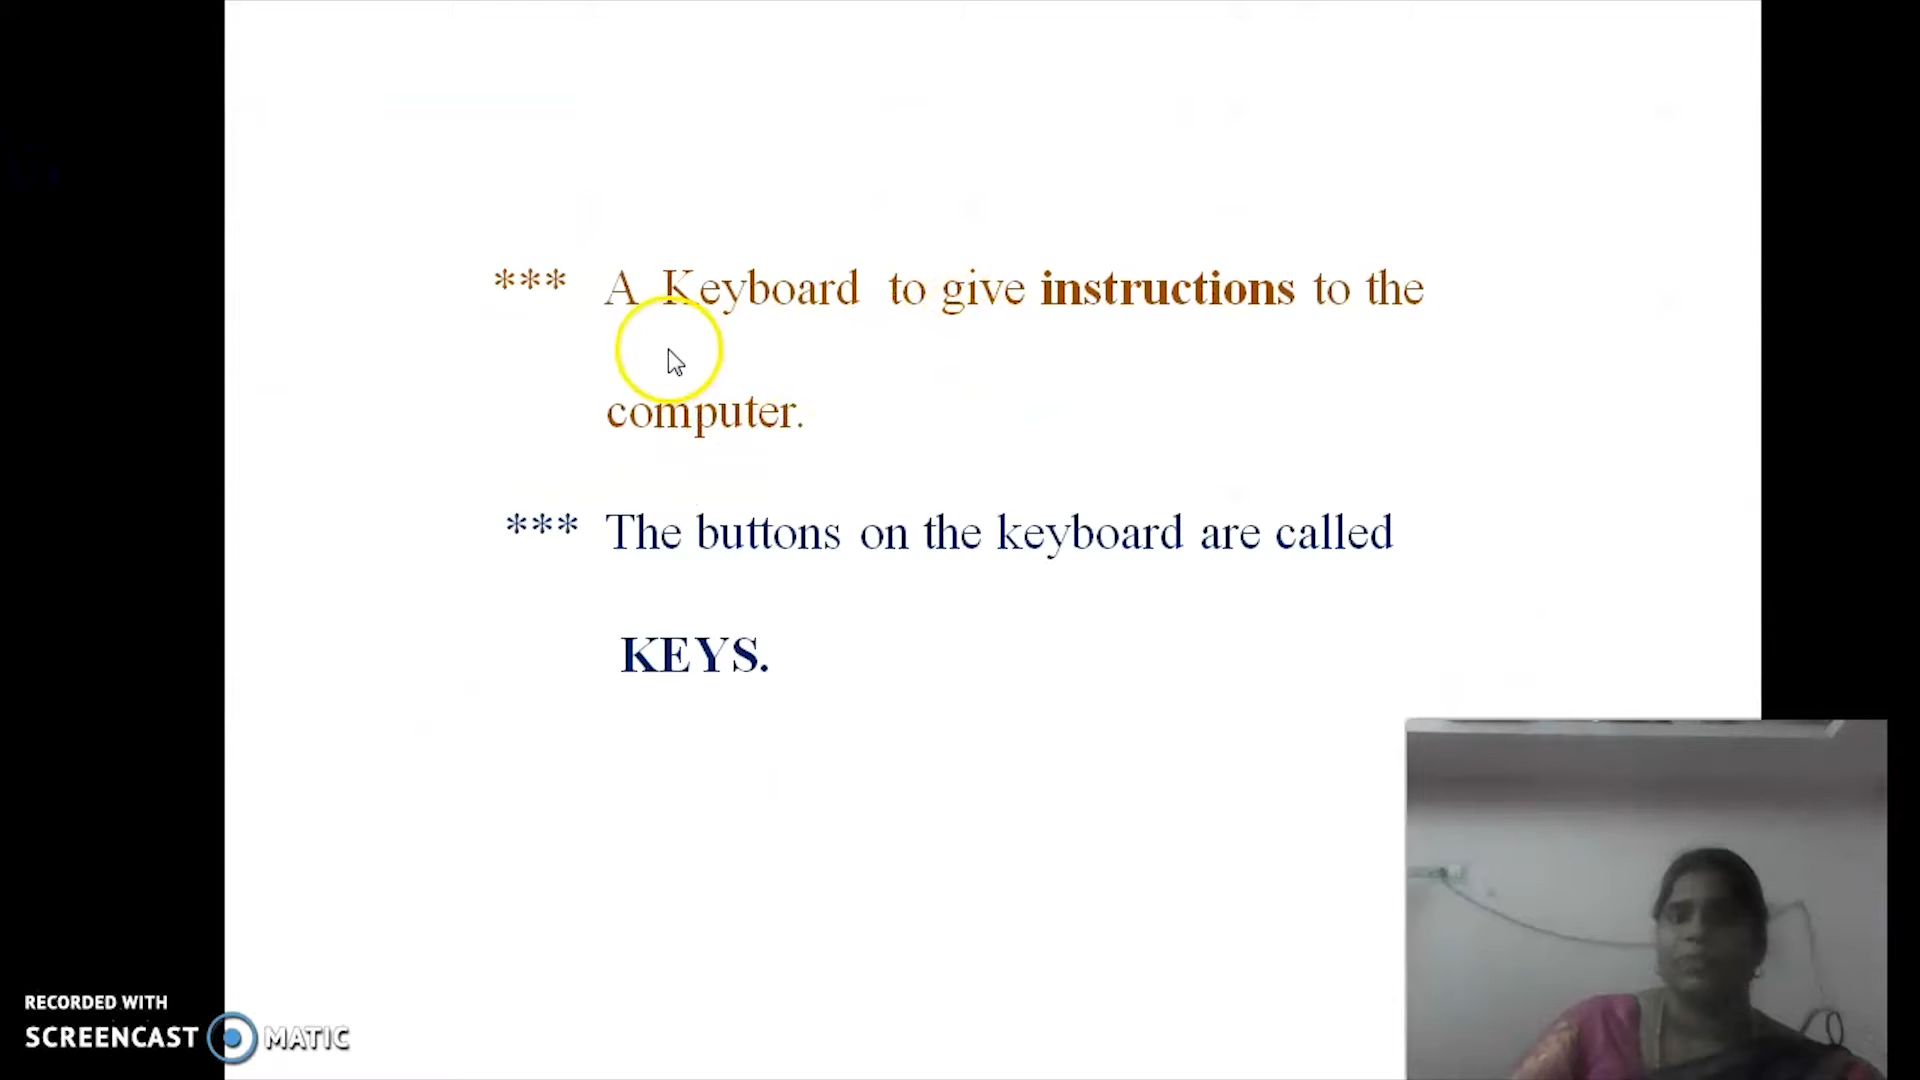 *** A Keyboard to give instructions to the
computer.
*** The buttons on the keyboard are called
KEYS.
RECORDED WITH
SCREENCAST MATIC